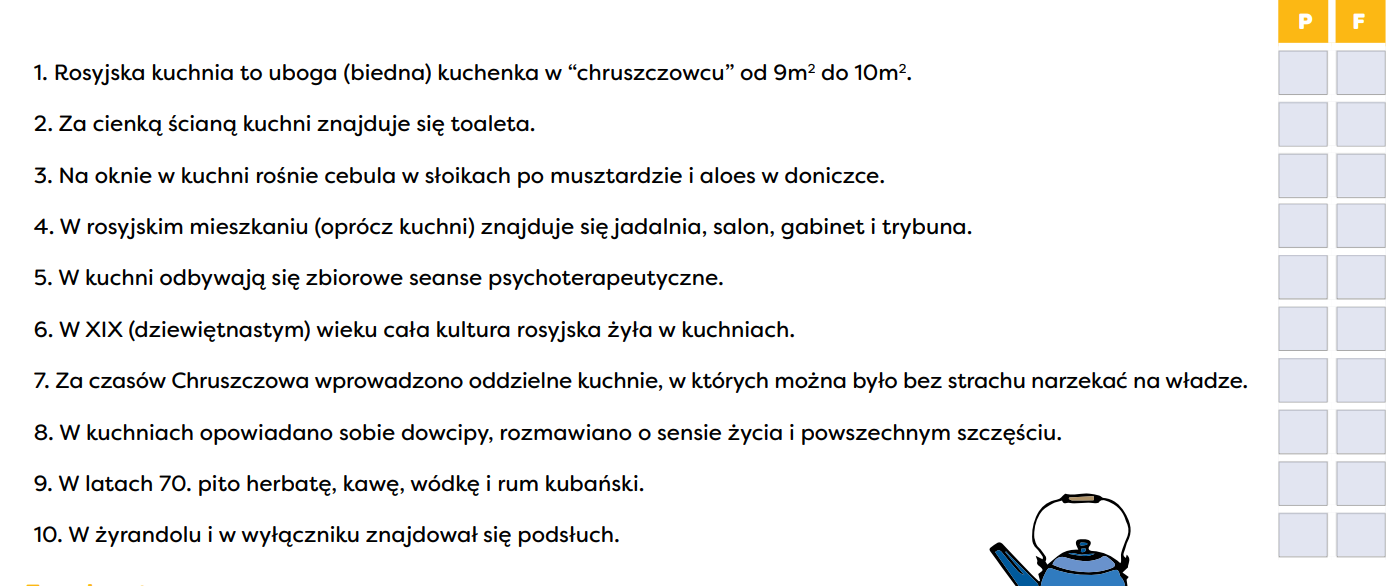 P F
1. Rosyjska kuchnia to uboga (biedna) kuchenka w “chruszczowcu” od 9m² do 10m².
2. Za cienką ścianą kuchni znajduje się toaleta.
3. Na oknie w kuchni rośnie cebula w słoikach po musztardzie i aloes w doniczce.
4. W rosyjskim mieszkaniu (oprócz kuchni) znajduje się jadalnia, salon, gabinet i trybuna.
5. W kuchni odbywają się zbiorowe seanse psychoterapeutyczne.
6. W XIX (dziewiętnastym) wieku cała kultura rosyjska żyła w kuchniach.
7. Za czasów Chruszczowa wprowadzono oddzielne kuchnie, w których można było bez strachu narzekać na władze.
8. W kuchniach opowiadano sobie dowcipy, rozmawiano o sensie życia i powszechnym szczęściu.
9. W latach 70. pito herbatę, kawę, wódkę i rum kubański.
10. W żyrandolu i w wyłączniku znajdował się podsłuch.